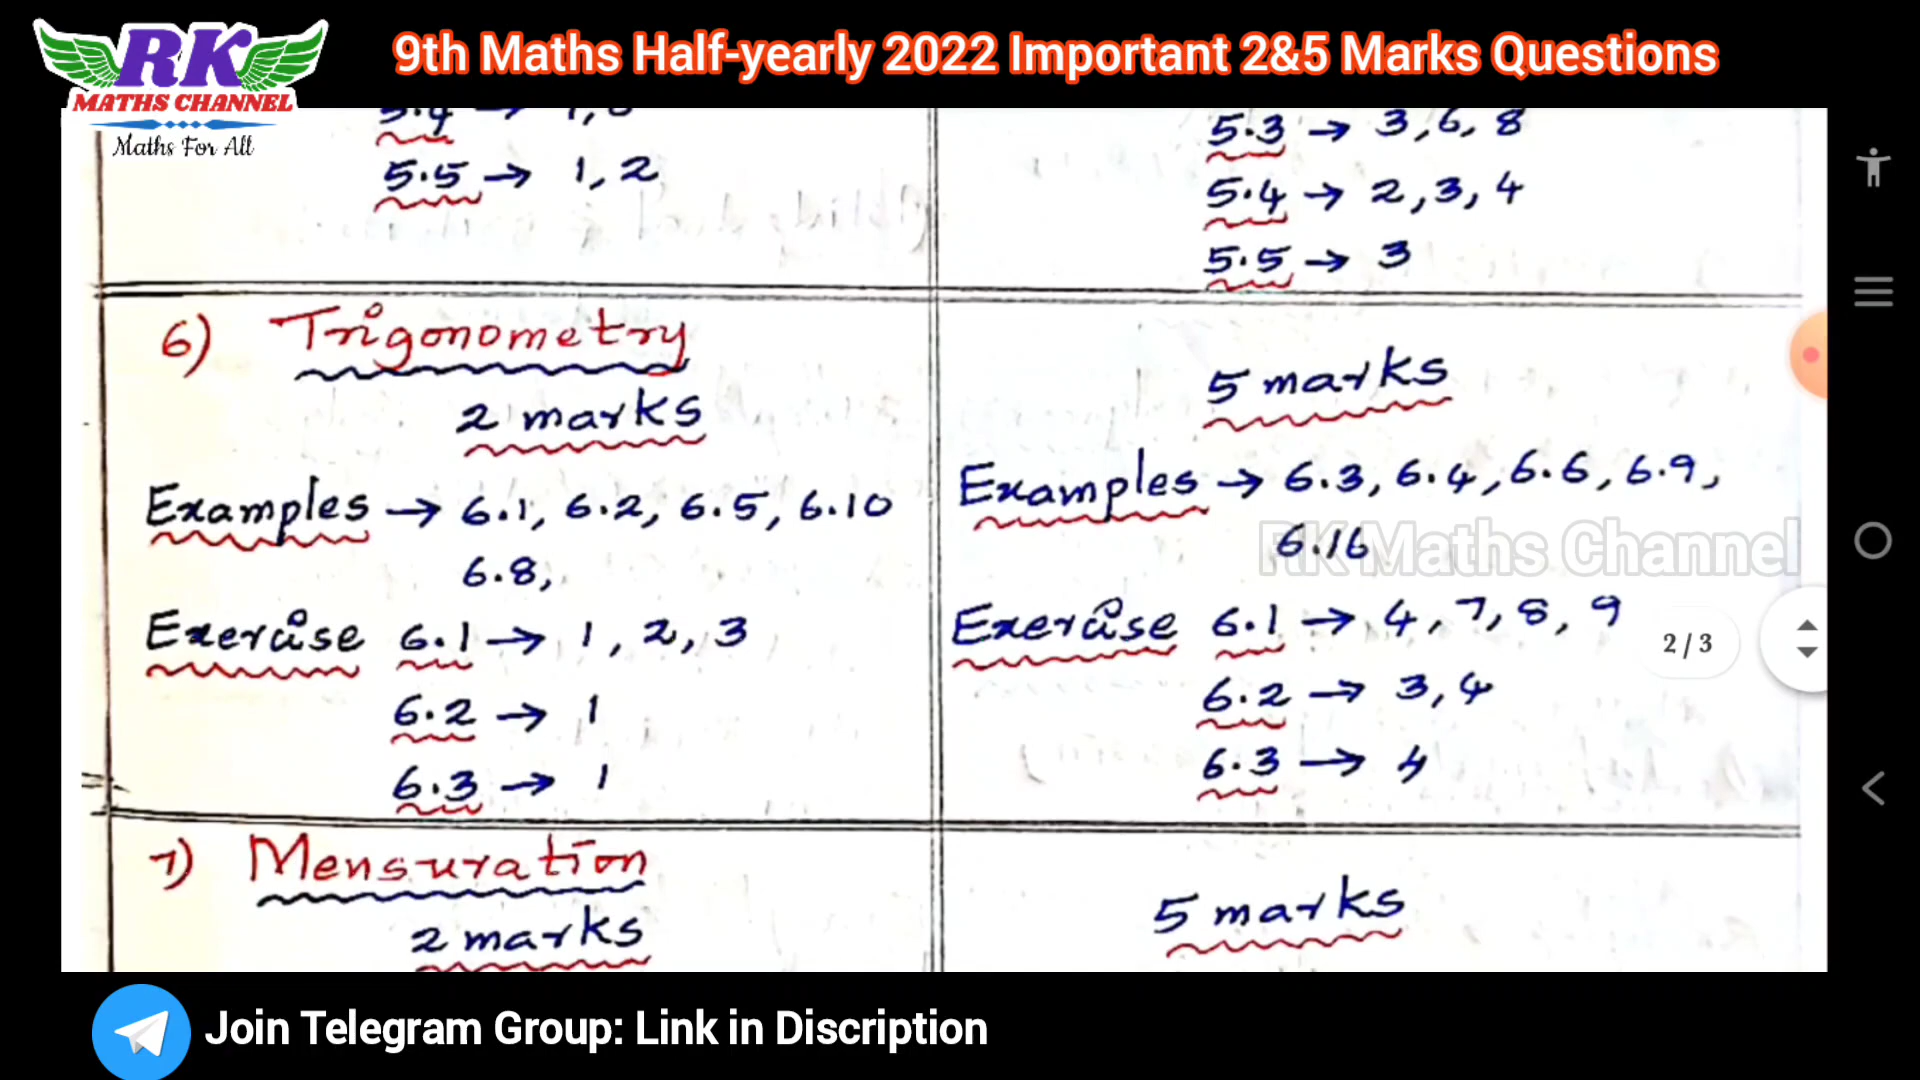 RK
MATHS CHANNEL
Maths For All
9th Maths Half-yearly 2022 Important 2&5 Marks Questions
5.4 →
5.5 → 1, 2
5.3 → 3, 6, 8
5.4 → 2, 3, 4
5.5 → 3
6) Trigonometry
2 marks
Examples → 6.1, 6.2, 6.5, 6.10
6.8,
Exercise 6.1 → 1, 2, 3
6.2 → 1
6.3 → 1
5 marks
Examples → 6.3, 6.4, 6.6, 6.9,
6.16
RK Maths Channel
Exercise 6.1 → 4, 7, 8, 9
6.2 → 3, 4
6.3 → 4
2 / 3
7) Mensuration
2 marks
5 marks
Join Telegram Group: Link in Discription